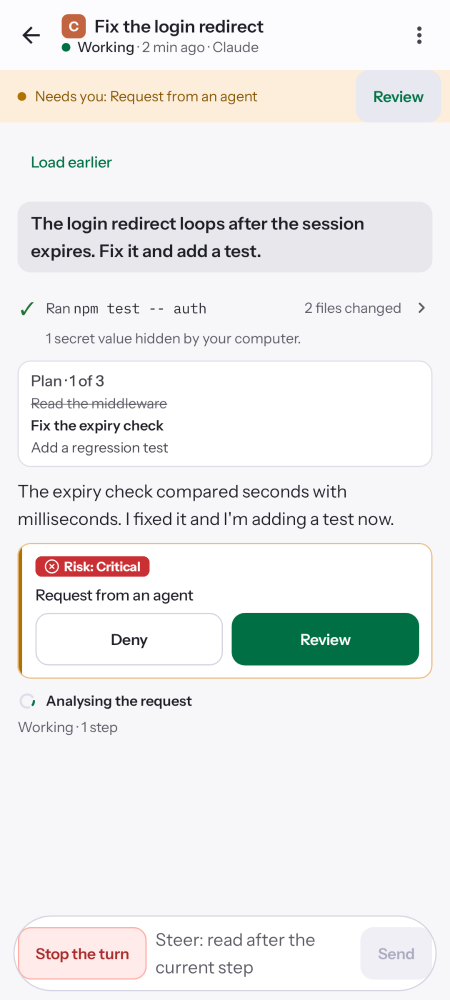 C Fix the login redirect
Working · 2 min ago · Claude
Needs you: Request from an agent
Review
Load earlier
The login redirect loops after the session
expires. Fix it and add a test.
Ran npm test -- auth
2 files changed
1 secret value hidden by your computer.
Plan · 1 of 3
Read the middleware
Fix the expiry check
Add a regression test
The expiry check compared seconds with
milliseconds. I fixed it and I'm adding a test now.
Risk: Critical
Request from an agent
Deny
Review
Analysing the request
Working · 1 step
Stop the turn
Steer: read after the
current step
Send